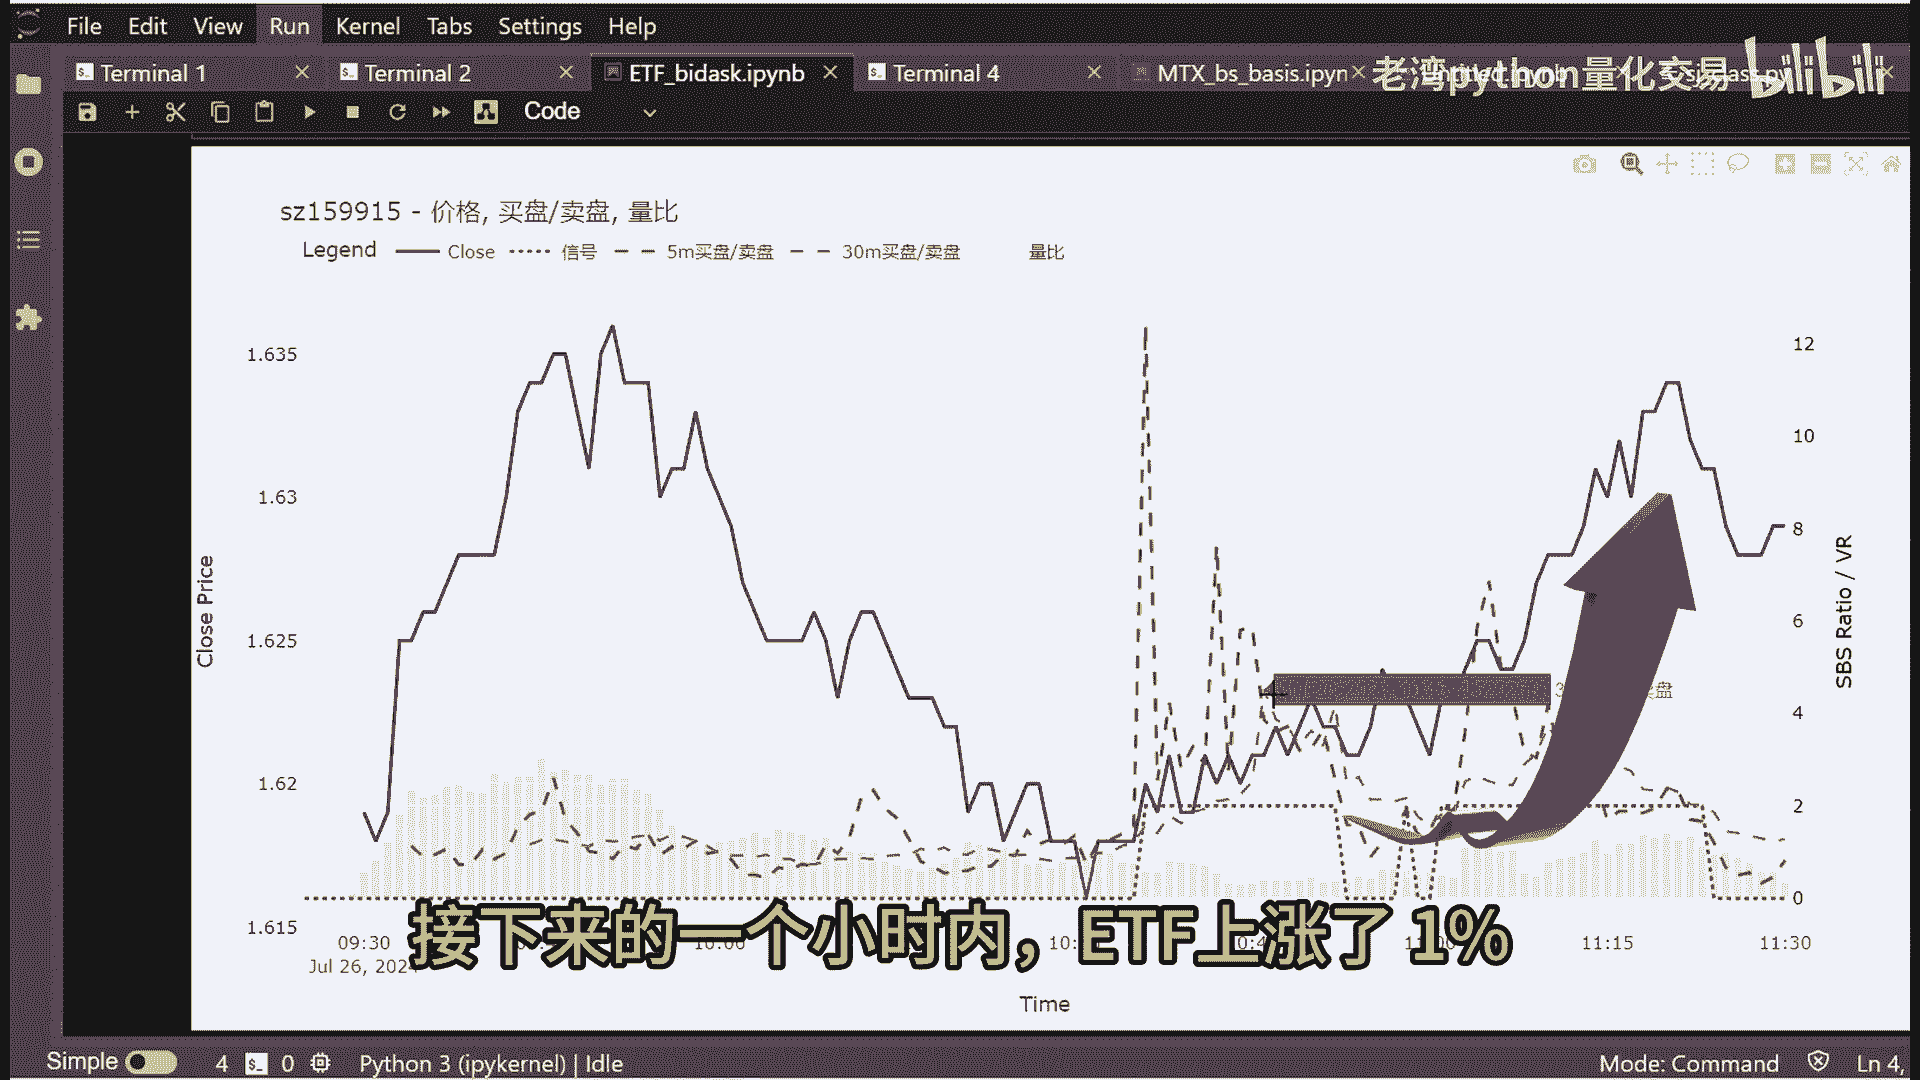 File Edit View Run Kernel Tabs Settings Help
Terminal 1 Terminal 2 ETF_bidask.ipynb Terminal 4 MTX_bs_basis.ipyn
老湾python量化交易 bilibili
Code
sz159915 - 价格, 买盘/卖盘, 量比
Legend Close 信号 5m买盘/卖盘 30m买盘/卖盘 量比
1.635
1.63
1.625
1.62
1.615
Close Price
12
10
8
6
4
2
0
SBS Ratio / VR
09:30 11:15 11:30
Jul 26, 2024
接下来的一个小时内，ETF上涨了 1%
Time
Simple 4 0 Python 3 (ipykernel) | Idle Mode: Command Ln 4,